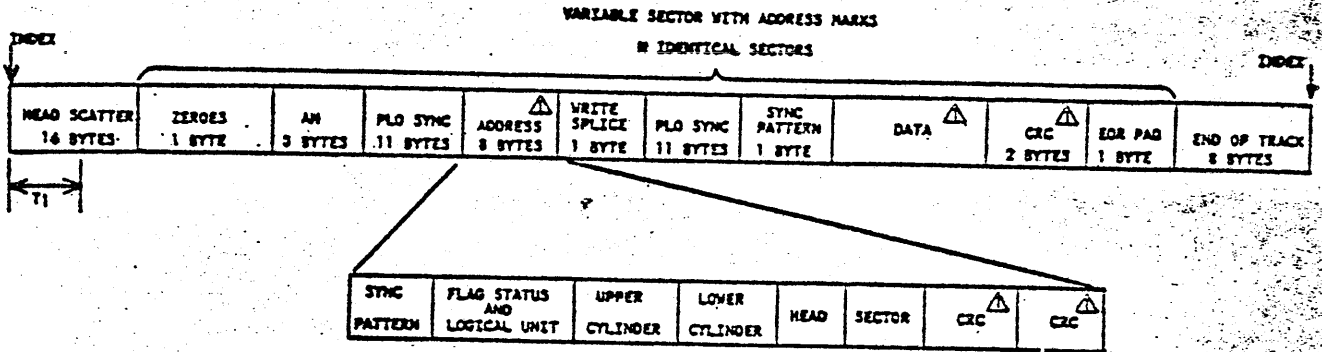 VARIABLE SECTOR WITH ADDRESS MARKS
N IDENTICAL SECTORS
INDEX
INDEX
HEAD SCATTER
16 BYTES
ZEROES
1 BYTE
AM
3 BYTES
PLO SYNC
11 BYTES
ADDRESS
8 BYTES
WRITE
SPLICE
1 BYTE
PLO SYNC
11 BYTES
SYNC
PATTERN
1 BYTE
DATA
CRC
2 BYTES
EOR PAD
1 BYTE
END OF TRACK
8 BYTES
T1
SYNC
PATTERN
FLAG STATUS
AND
LOGICAL UNIT
UPPER
CYLINDER
LOWER
CYLINDER
HEAD
SECTOR
CRC
CRC